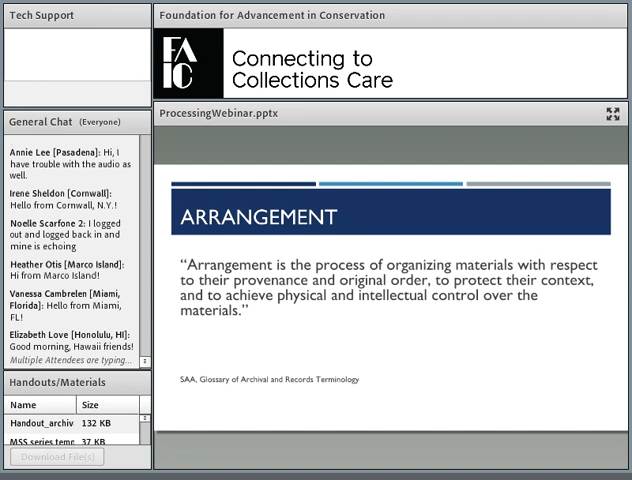 Tech Support
Foundation for Advancement in Conservation
FAIC
Connecting to
Collections Care
General Chat (Everyone)
Annie Lee [Pasadena]: Hi, I
have trouble with the audio as
well.
Irene Sheldon [Cornwall]:
Hello from Cornwall, N.Y.!
Noelle Scarfone 2: I logged
out and logged back in and
mine is echoing
Heather Otis [Marco Island]:
Hi from Marco Island!
Vanessa Cambrelen [Miami,
Florida]: Hello from Miami,
FL!
Elizabeth Love [Honolulu, HI]:
Good morning, Hawaii friends!
Multiple Attendees are typing...
Handouts/Materials
Name Size
Handout_archiv 132 KB
MSS series temp 37 KB
Download File(s)
ProcessingWebinar.pptx
ARRANGEMENT
“Arrangement is the process of organizing materials with respect
to their provenance and original order, to protect their context,
and to achieve physical and intellectual control over the
materials.”
SAA, Glossary of Archival and Records Terminology